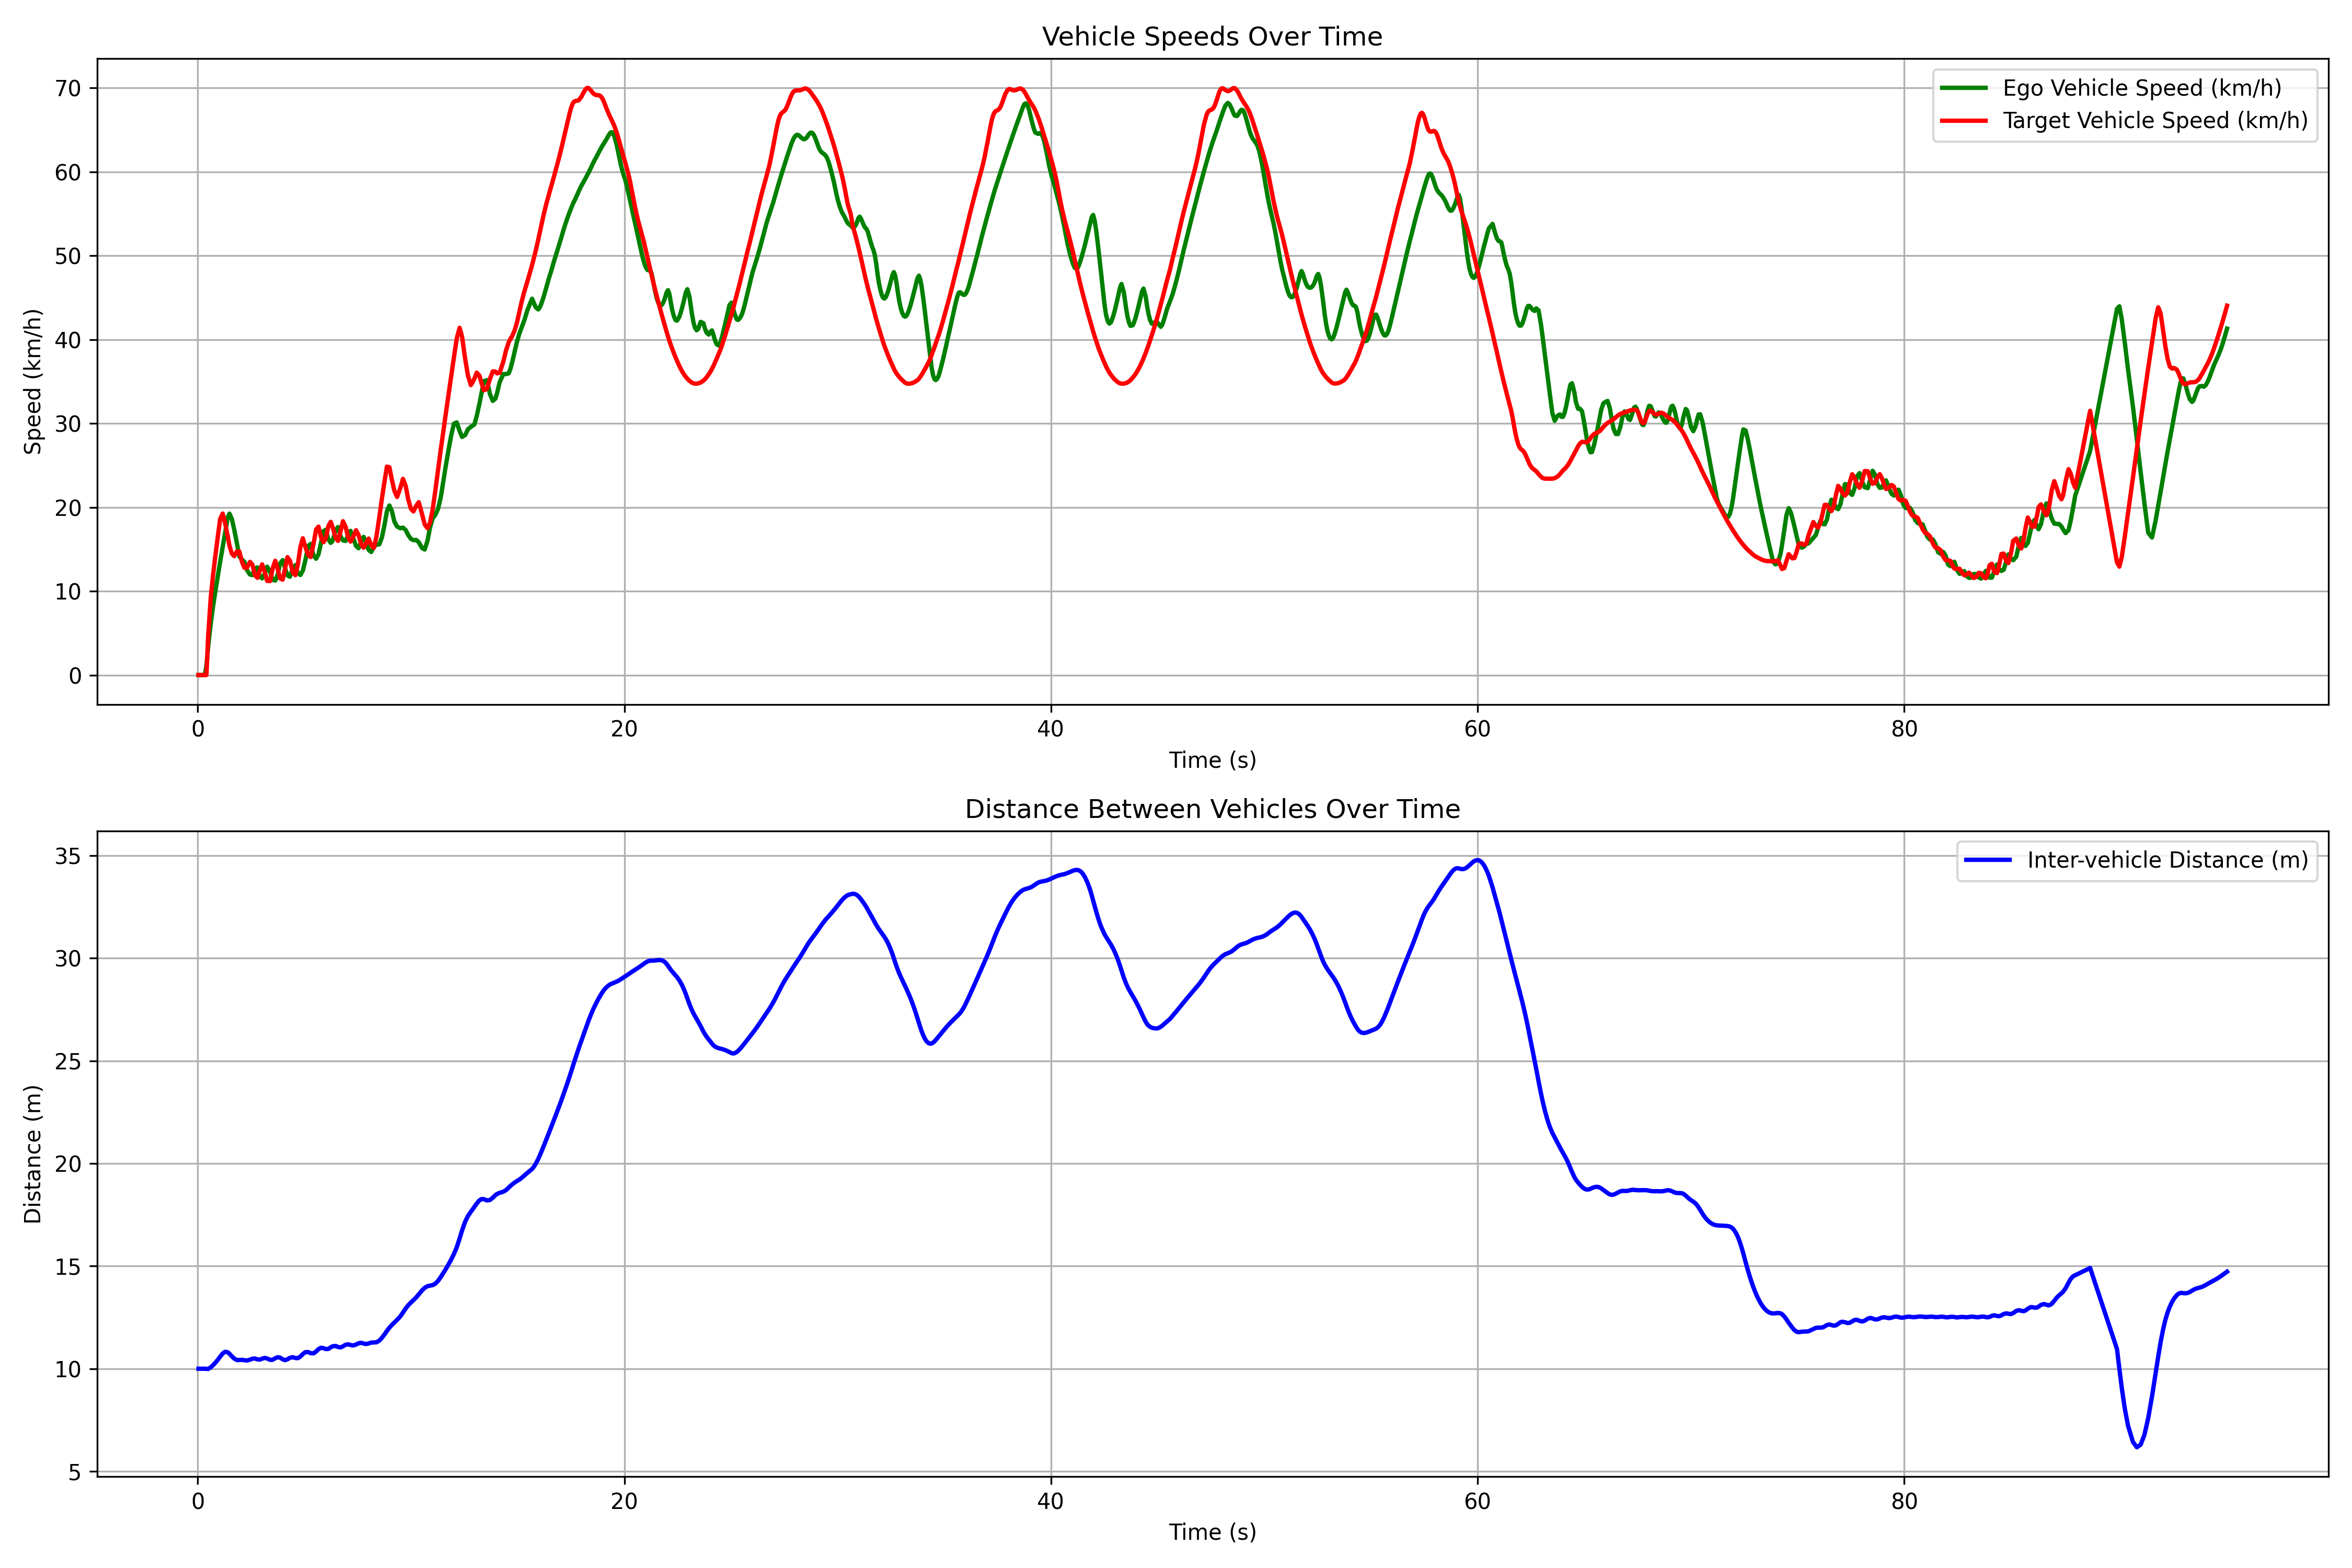 Vehicle Speeds Over Time
Speed (km/h)
70
60
50
40
30
20
10
0
Ego Vehicle Speed (km/h)
Target Vehicle Speed (km/h)
0 20 40 60 80
Time (s)
Distance Between Vehicles Over Time
Distance (m)
35
30
25
20
15
10
5
Inter-vehicle Distance (m)
0 20 40 60 80
Time (s)